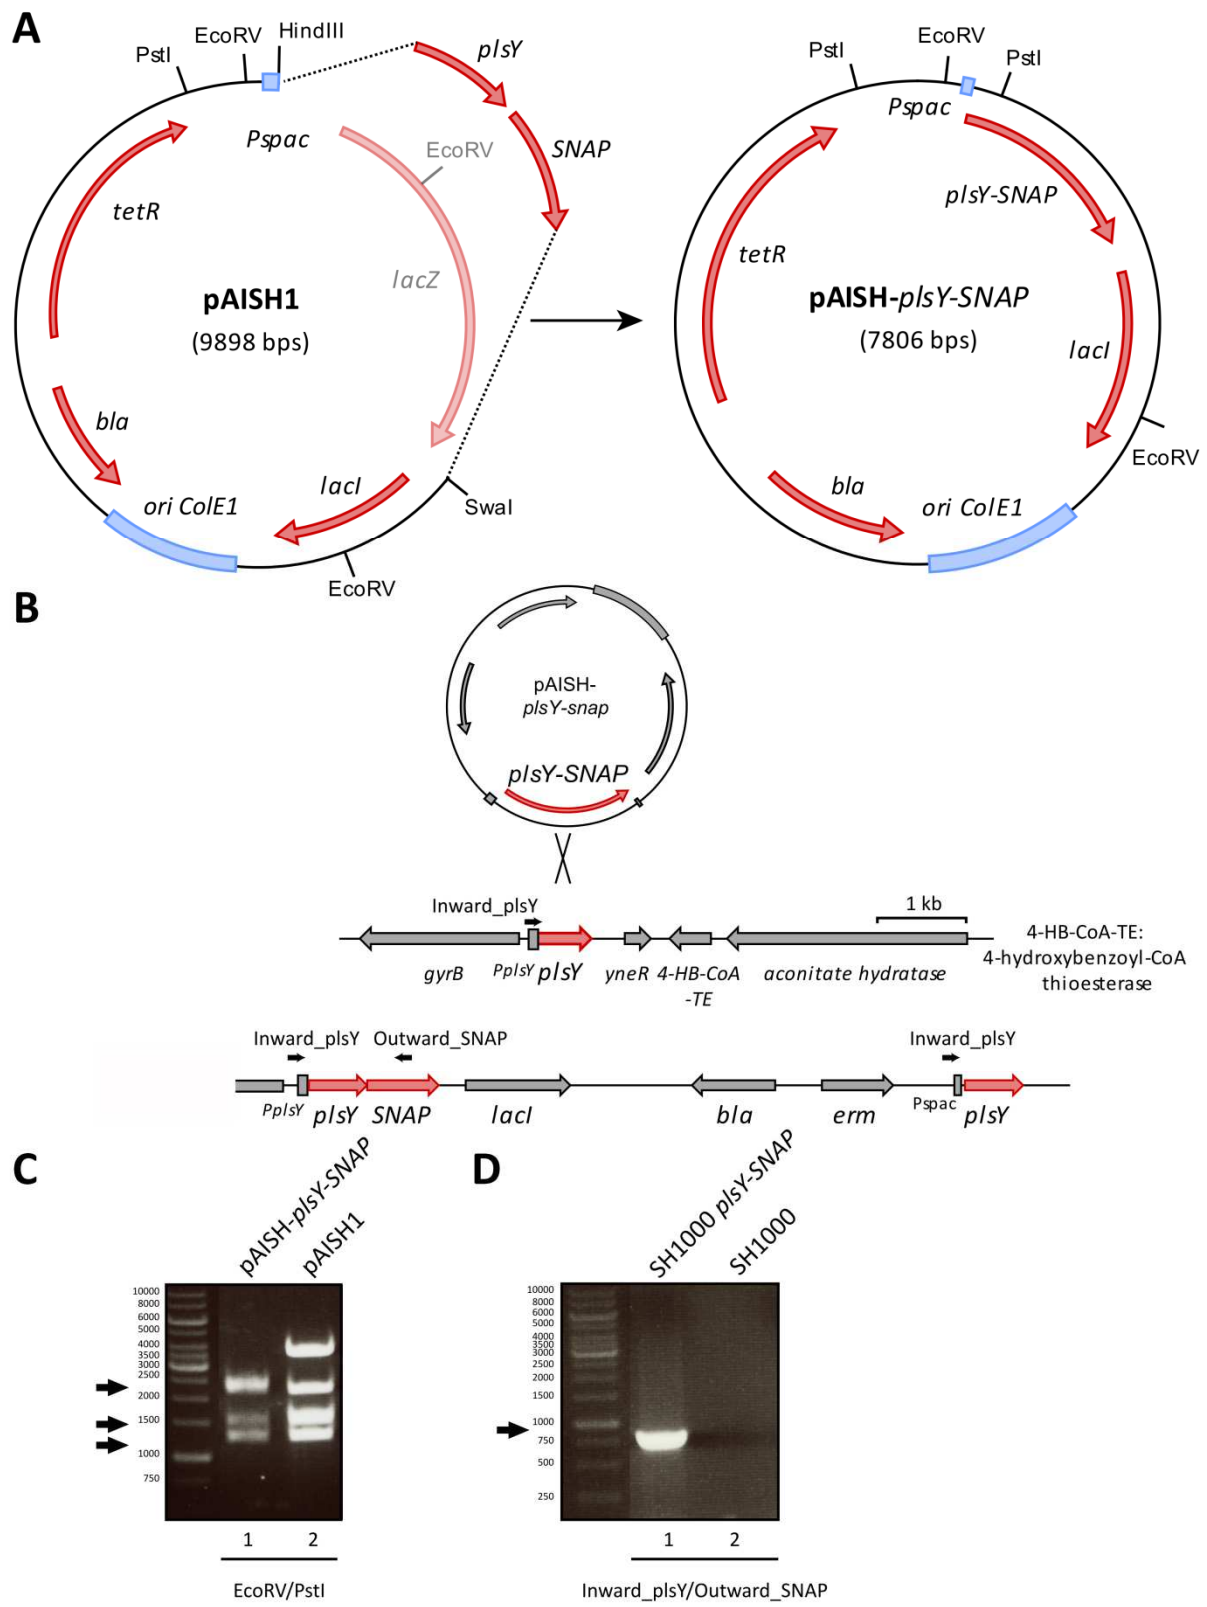 A
PstI
EcoRV
HindIII
plsY
SNAP
Pspac
EcoRV
tetR
lacZ
pAISH1
(9898 bps)
bla
ori ColE1
lacI
SwaI
EcoRV
PstI
EcoRV
PstI
Pspac
plsY-SNAP
tetR
pAISH-plsY-SNAP
(7806 bps)
lacI
bla
ori ColE1
EcoRV
B
pAISH-
plsY-snap
plsY-SNAP
Inward_plsY
1 kb
gyrB
PplsY
plsY
yneR
4-HB-CoA
-TE
aconitate hydratase
4-HB-CoA-TE:
4-hydroxybenzoyl-CoA
thioesterase
Inward_plsY
Outward_SNAP
Inward_plsY
PplsY
plsY
SNAP
lacI
bla
erm
Pspac
plsY
C
pAISH-plsY-SNAP
pAISH1
10000
8000
6000
5000
4000
3500
3000
2500
2000
1500
1000
750
1
2
EcoRV/PstI
D
SH1000 plsY-SNAP
SH1000
10000
8000
6000
5000
4000
3500
3000
2500
2000
1500
1000
750
500
250
1
2
Inward_plsY/Outward_SNAP